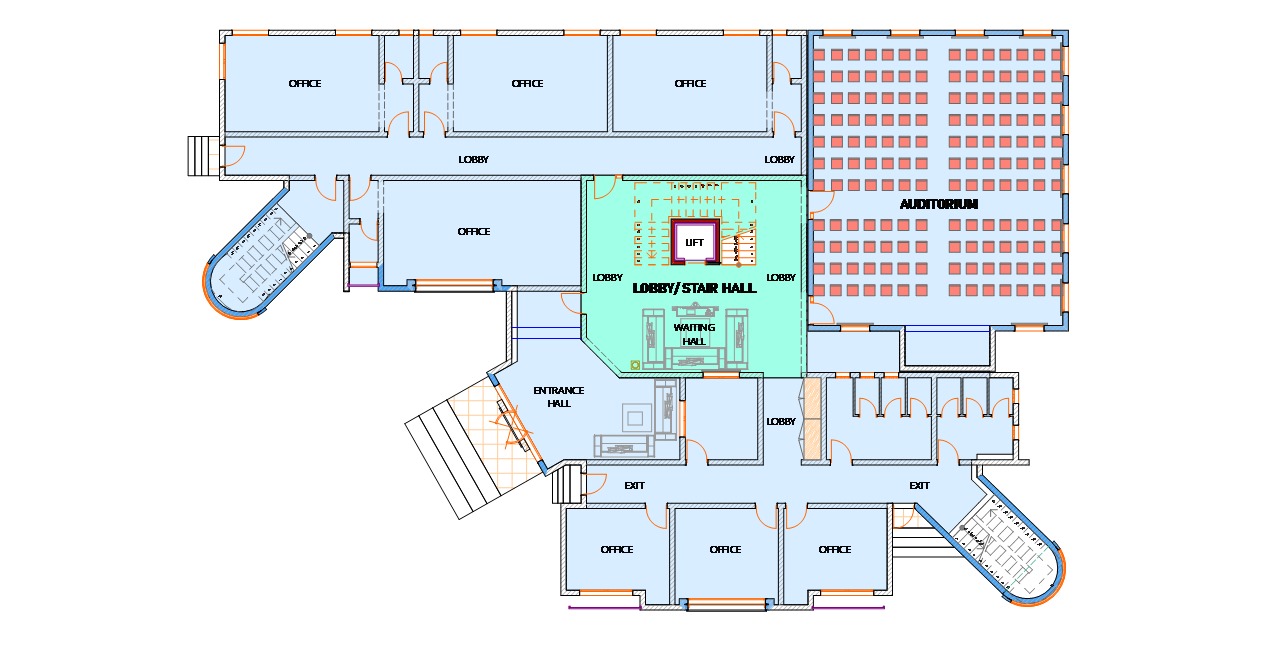 OFFICE
OFFICE
OFFICE
LOBBY
LOBBY
AUDITORIUM
OFFICE
LIFT
LOBBY
LOBBY
LOBBY/STAIR HALL
WAITING
HALL
ENTRANCE
HALL
LOBBY
EXIT
EXIT
OFFICE
OFFICE
OFFICE